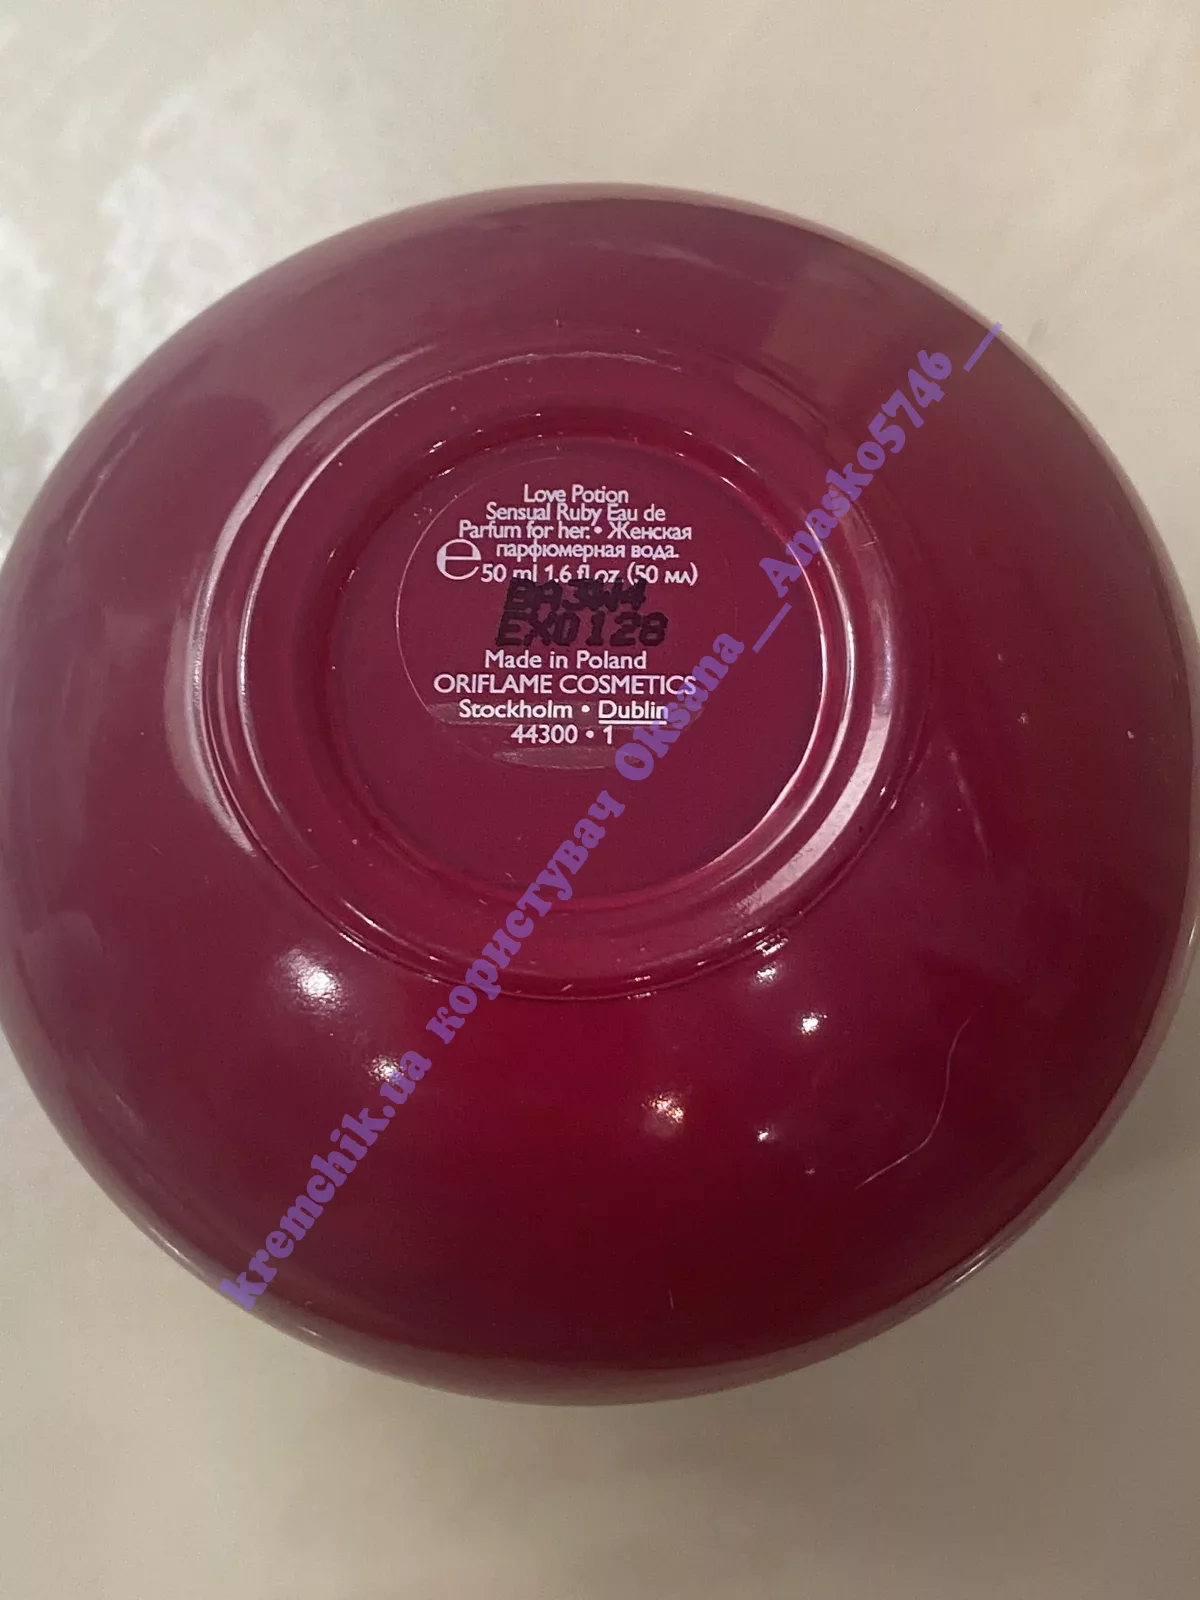 Love Potion
Sensual Ruby Eau de
Parfum for her. • Женская
парфюмерная вода.
℮ 50 ml 1.6 fl oz (50 мл)
BA3W4
EX0128
Made in Poland
ORIFLAME COSMETICS
Stockholm • Dublin
44300 • 1
kremchik.ua користувач Oksana__Anasko5746__